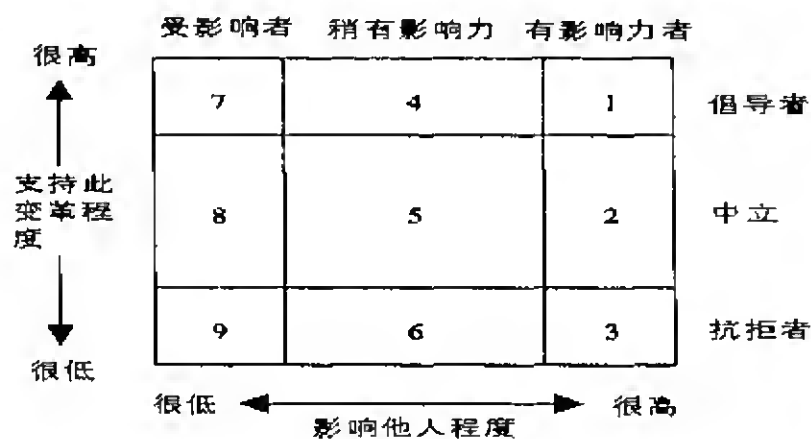 受影响者 稍有影响力 有影响力者
很高
7 4 1 倡导者
支持此
变革程
度
8 5 2 中立
9 6 3 抗拒者
很低
很低 很高
影响他人程度